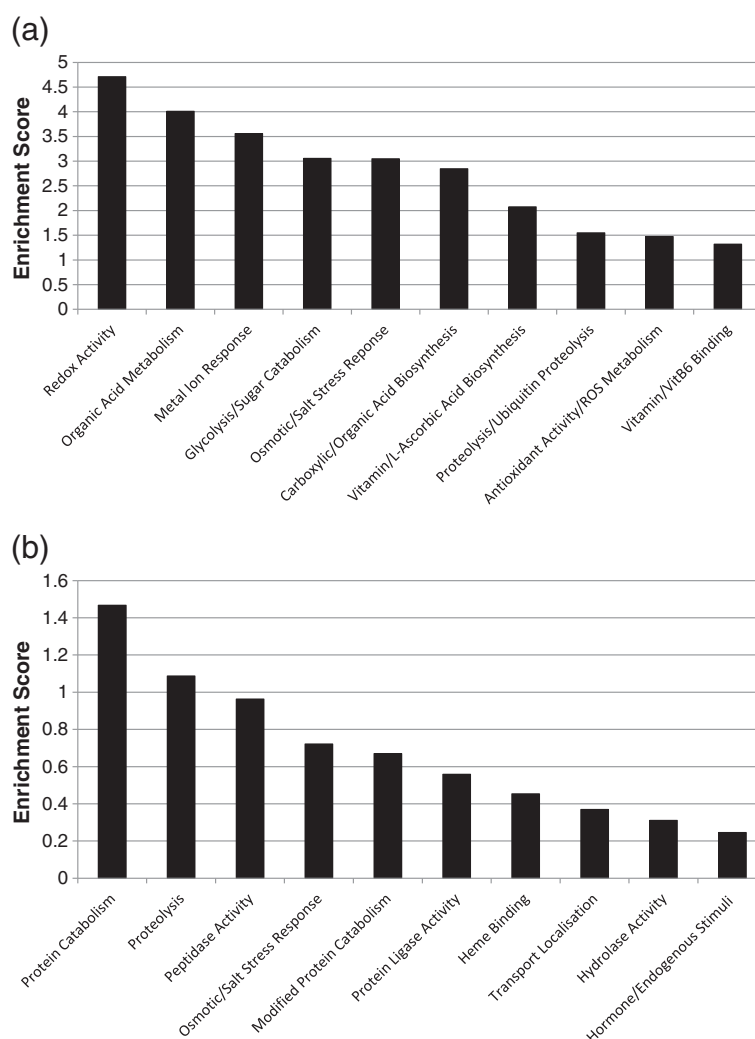 (a)
Enrichment Score
5
4.5
4
3.5
3
2.5
2
1.5
1
0.5
0
Redox Activity
Organic Acid Metabolism
Metal Ion Response
Glycolysis/Sugar Catabolism
Osmotic/Salt Stress Reponse
Carboxylic/Organic Acid Biosynthesis
Vitamin/L-Ascorbic Acid Biosynthesis
Proteolysis/Ubiquitin Proteolysis
Antioxidant Activity/ROS Metabolism
Vitamin/VitB6 Binding
(b)
Enrichment Score
1.6
1.4
1.2
1
0.8
0.6
0.4
0.2
0
Protein Catabolism
Proteolysis
Peptidase Activity
Osmotic/Salt Stress Response
Modified Protein Catabolism
Protein Ligase Activity
Heme Binding
Transport Localisation
Hydrolase Activity
Hormone/Endogenous Stimuli